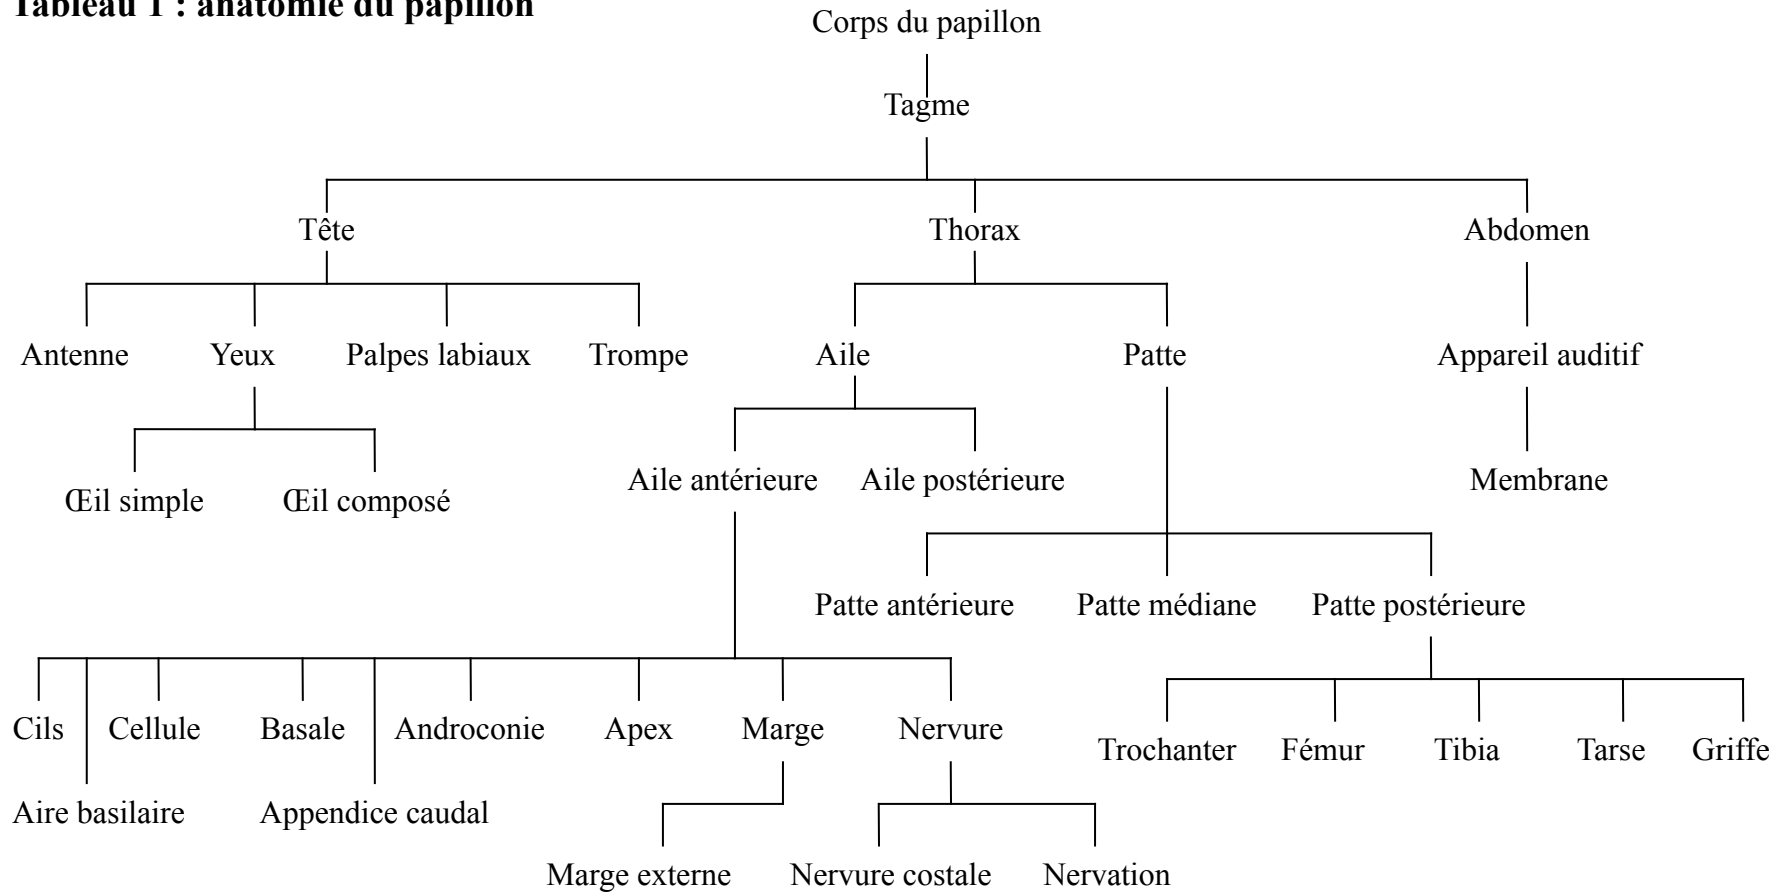 Tableau 1 : anatomie du papillon
Corps du papillon
Tagme
Tête Thorax Abdomen
Antenne Yeux Palpes labiaux Trompe Aile Patte Appareil auditif
Œil simple Œil composé Aile antérieure Aile postérieure Membrane
Patte antérieure Patte médiane Patte postérieure
Cils Cellule Basale Androconie Apex Marge Nervure
Trochanter Fémur Tibia Tarse Griffe
Aire basilaire Appendice caudal
Marge externe Nervure costale Nervation